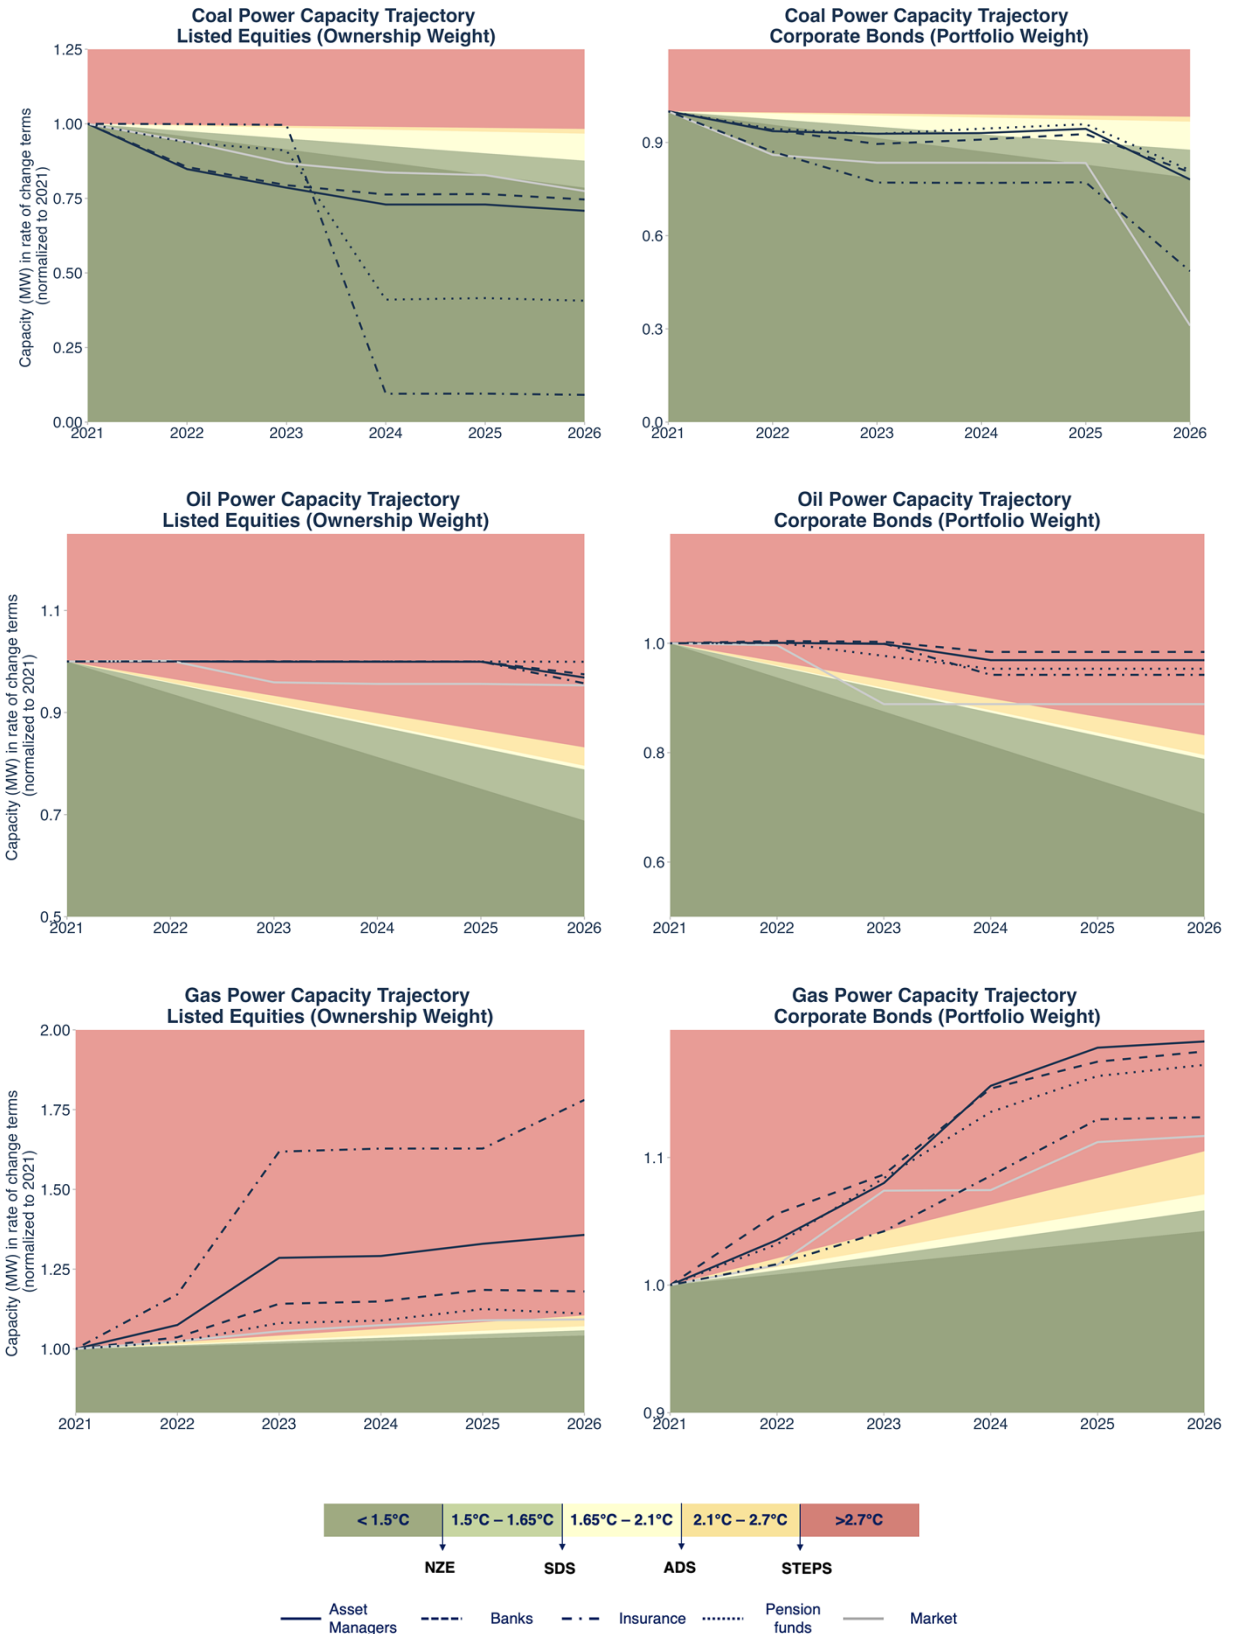 Coal Power Capacity Trajectory
Listed Equities (Ownership Weight)
Capacity (MW) in rate of change terms
(normalized to 2021)
1.25
1.00
0.75
0.50
0.25
0.00
2021 2022 2023 2024 2025 2026
Coal Power Capacity Trajectory
Corporate Bonds (Portfolio Weight)
0.9
0.6
0.3
0.0
2021 2022 2023 2024 2025 2026
Oil Power Capacity Trajectory
Listed Equities (Ownership Weight)
Capacity (MW) in rate of change terms
(normalized to 2021)
1.1
0.9
0.7
0.5
2021 2022 2023 2024 2025 2026
Oil Power Capacity Trajectory
Corporate Bonds (Portfolio Weight)
1.0
0.8
0.6
2021 2022 2023 2024 2025 2026
Gas Power Capacity Trajectory
Listed Equities (Ownership Weight)
Capacity (MW) in rate of change terms
(normalized to 2021)
2.00
1.75
1.50
1.25
1.00
2021 2022 2023 2024 2025 2026
Gas Power Capacity Trajectory
Corporate Bonds (Portfolio Weight)
1.1
1.0
0.9
2021 2022 2023 2024 2025 2026
< 1.5°C 1.5°C – 1.65°C 1.65°C – 2.1°C 2.1°C – 2.7°C >2.7°C
NZE SDS ADS STEPS
Asset
Managers
Banks
Insurance
Pension
funds
Market